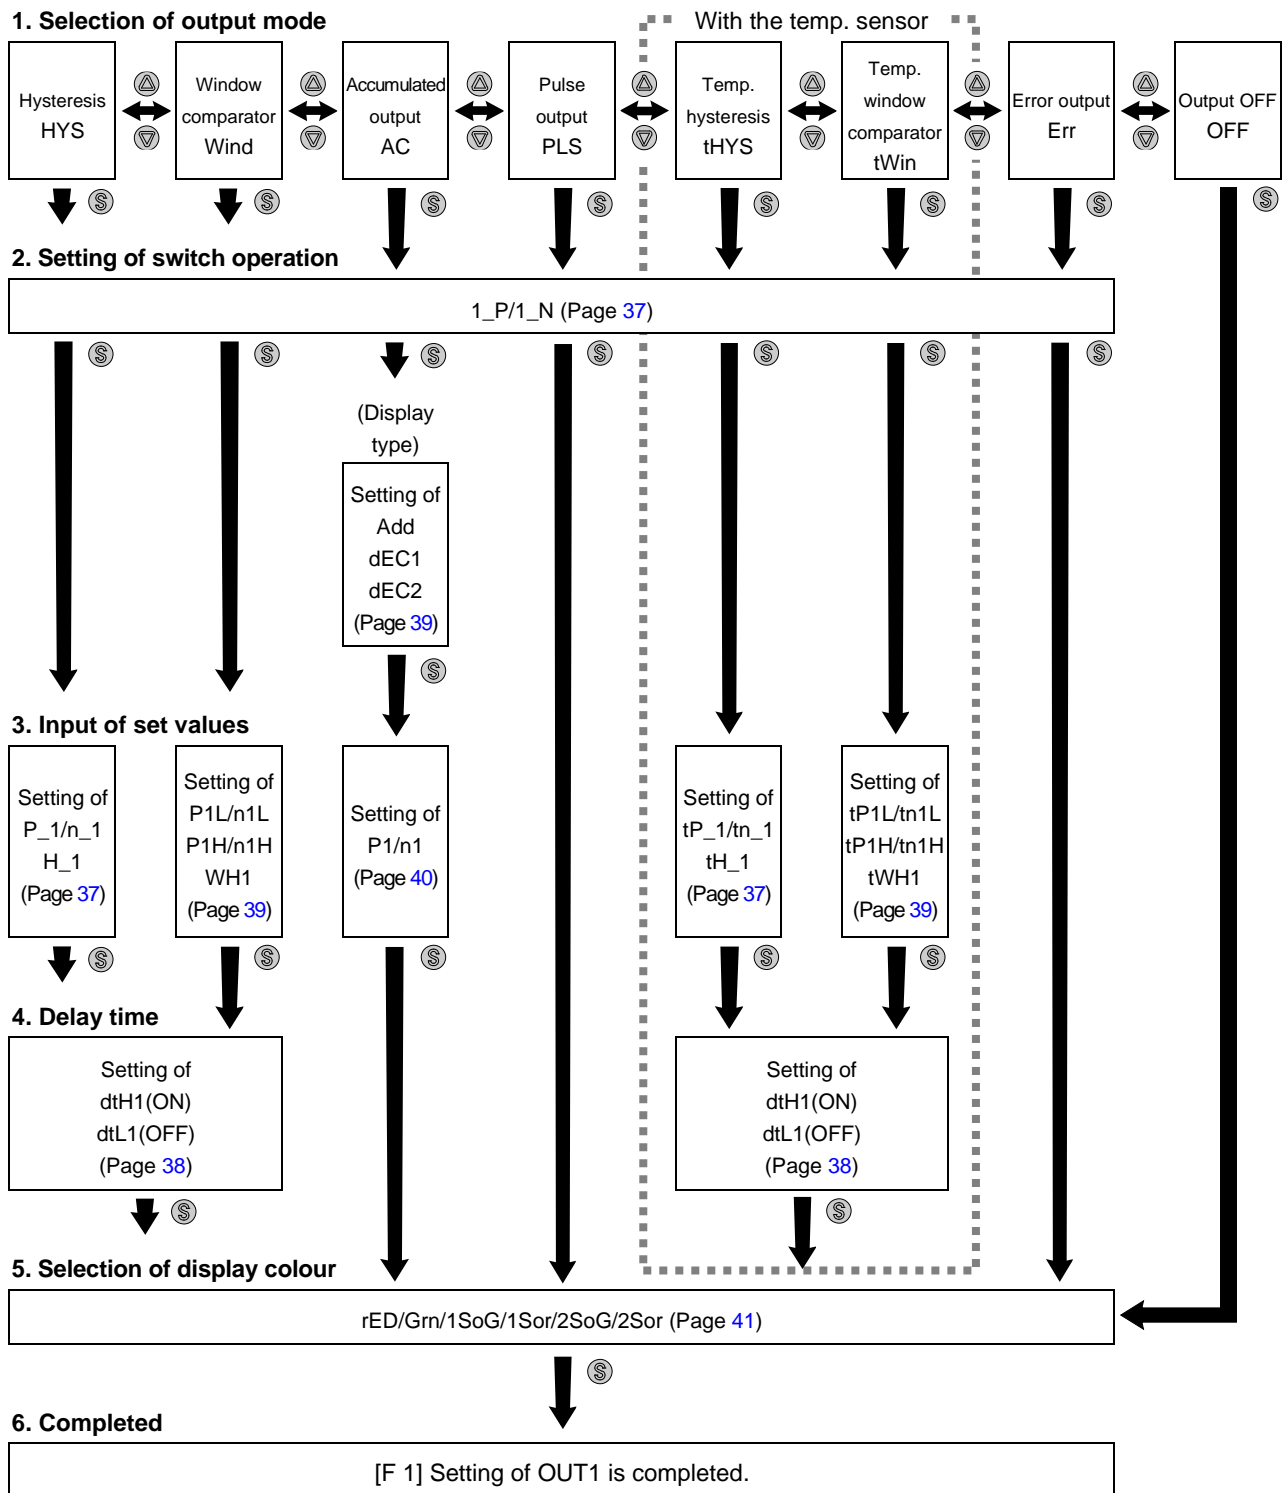 1. Selection of output mode
With the temp. sensor
Hysteresis
HYS
Window
comparator
Wind
Accumulated
output
AC
Pulse
output
PLS
Temp.
hysteresis
tHYS
Temp.
window
comparator
tWin
Error output
Err
Output OFF
OFF
S
S
S
S
S
S
S
S
2. Setting of switch operation
1_P/1_N (Page 37)
S
S
S
S
S
S
S
(Display
type)
Setting of
Add
dEC1
dEC2
(Page 39)
S
3. Input of set values
Setting of
P_1/n_1
H_1
(Page 37)
Setting of
P1L/n1L
P1H/n1H
WH1
(Page 39)
Setting of
P1/n1
(Page 40)
Setting of
tP_1/tn_1
tH_1
(Page 37)
Setting of
tP1L/tn1L
tP1H/tn1H
tWH1
(Page 39)
S
S
S
S
S
4. Delay time
Setting of
dtH1(ON)
dtL1(OFF)
(Page 38)
Setting of
dtH1(ON)
dtL1(OFF)
(Page 38)
S
S
5. Selection of display colour
rED/Grn/1SoG/1Sor/2SoG/2Sor (Page 41)
S
6. Completed
[F 1] Setting of OUT1 is completed.